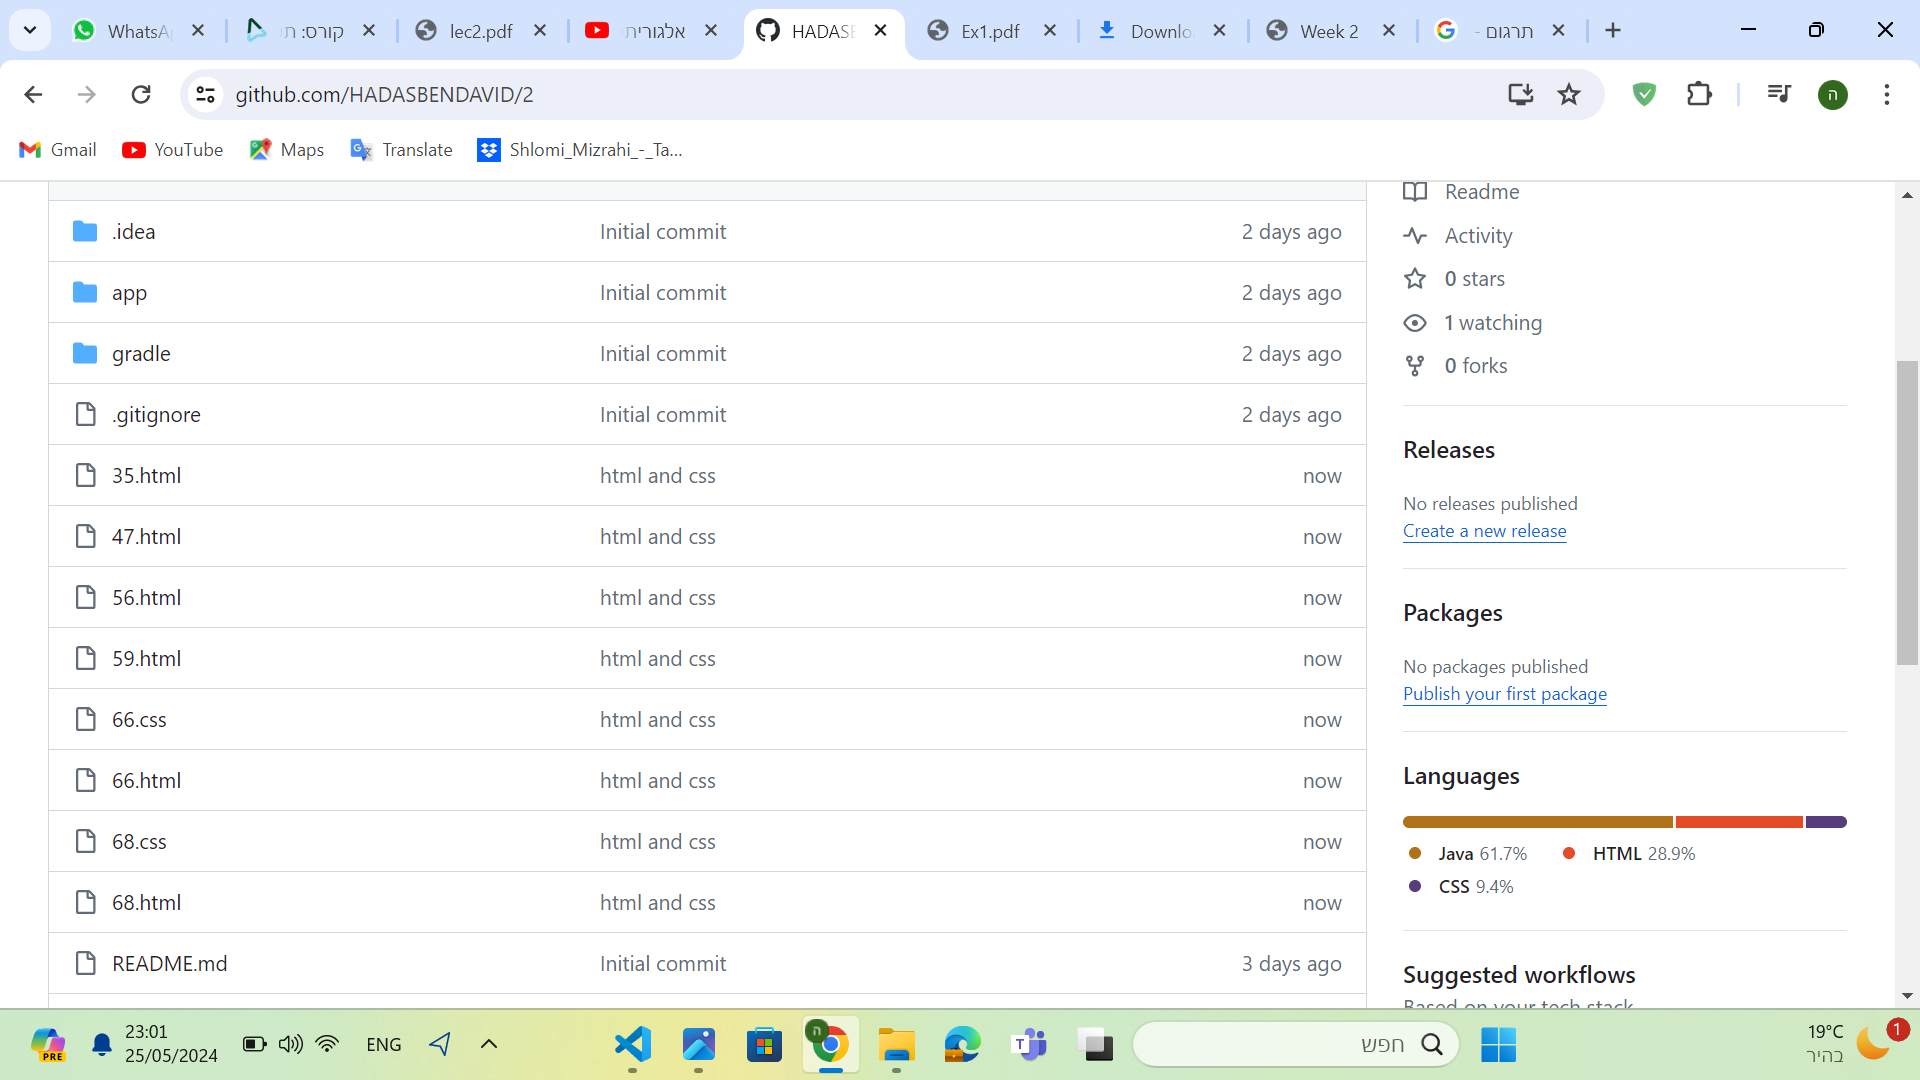 WhatsA
קורס: תכ
lec2.pdf
אלגורית
HADASE
Ex1.pdf
Downlo
Week 2
תרגום -
github.com/HADASBENDAVID/2
ה
Gmail
YouTube
Maps
Translate
Shlomi_Mizrahi_-_Ta...
.idea Initial commit 2 days ago
app Initial commit 2 days ago
gradle Initial commit 2 days ago
.gitignore Initial commit 2 days ago
35.html html and css now
47.html html and css now
56.html html and css now
59.html html and css now
66.css html and css now
66.html html and css now
68.css html and css now
68.html html and css now
README.md Initial commit 3 days ago
Readme
Activity
0 stars
1 watching
0 forks
Releases
No releases published
Create a new release
Packages
No packages published
Publish your first package
Languages
Java 61.7% HTML 28.9%
CSS 9.4%
Suggested workflows
Based on your tech stack
PRE
23:01
25/05/2024
ENG
ה
חפש
19°C
בהיר
1